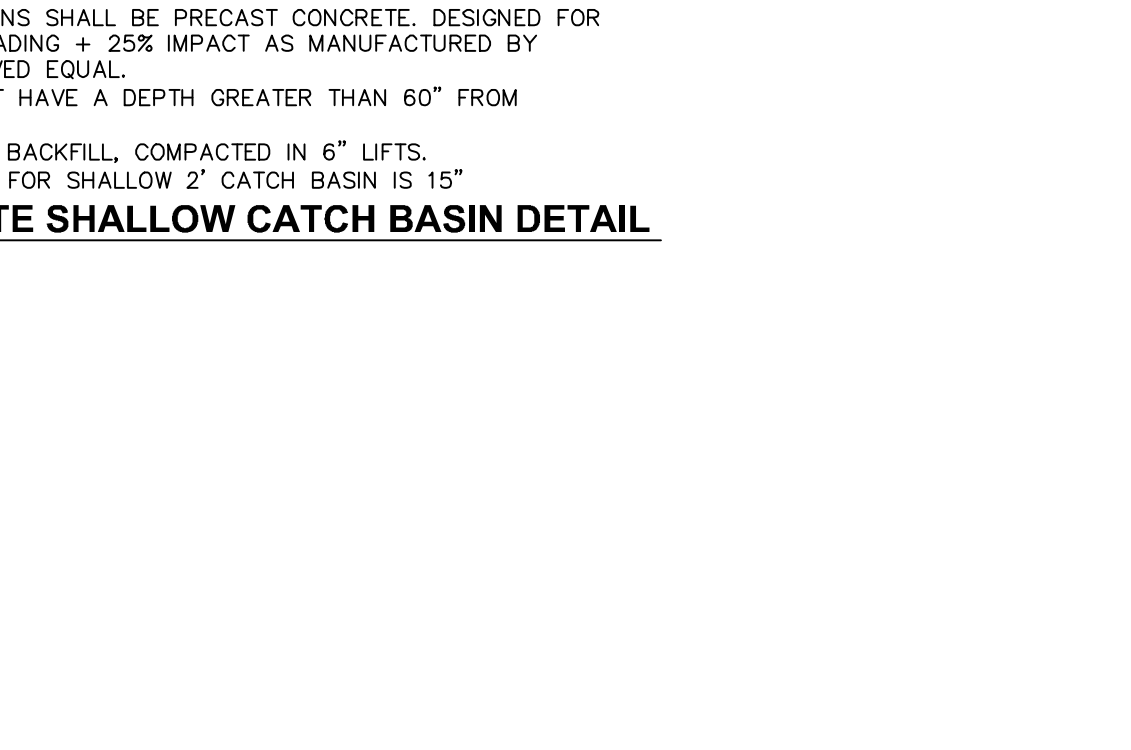 NS SHALL BE PRECAST CONCRETE. DESIGNED FOR
ADING + 25% IMPACT AS MANUFACTURED BY
VED EQUAL.
T HAVE A DEPTH GREATER THAN 60” FROM
BACKFILL, COMPACTED IN 6” LIFTS.
FOR SHALLOW 2’ CATCH BASIN IS 15”
TE SHALLOW CATCH BASIN DETAIL